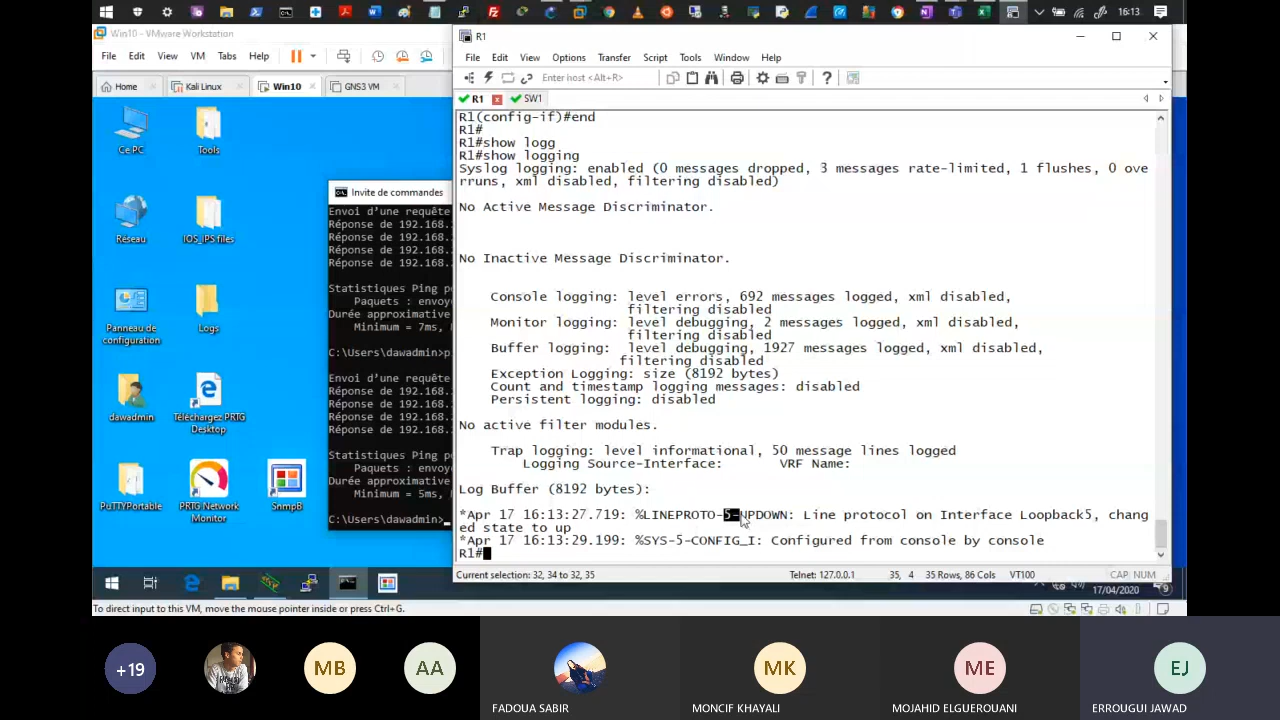 16:13
Win10 - VMware Workstation
File Edit View VM Tabs Help
Home Kali Linux Win10 GNS3 VM
Ce PC
Tools
Réseau
IOS_IPS files
Panneau de configuration
Logs
dawadmin
Téléchargez PRTG Desktop
PuTTYPortable
PRTG Network Monitor
SnmpB
Invite de commandes
Envoi d'une requête
Réponse de 192.168.
Réponse de 192.168.
Réponse de 192.168.
Réponse de 192.168.
Statistiques Ping po
Paquets : envoyé
Durée approximative
Minimum = 7ms,
C:\Users\dawadmin>p
Envoi d'une requête
Réponse de 192.168.
Réponse de 192.168.
Réponse de 192.168.
Réponse de 192.168.
Statistiques Ping po
Paquets : envoyé
Durée approximative
Minimum = 5ms,
C:\Users\dawadmin>
R1
File Edit View Options Transfer Script Tools Window Help
Enter host <Alt+R>
R1 SW1
R1(config-if)#end
R1#
R1#show logg
R1#show logging
Syslog logging: enabled (0 messages dropped, 3 messages rate-limited, 1 flushes, 0 ove
rruns, xml disabled, filtering disabled)
No Active Message Discriminator.
No Inactive Message Discriminator.
Console logging: level errors, 692 messages logged, xml disabled,
filtering disabled
Monitor logging: level debugging, 2 messages logged, xml disabled,
filtering disabled
Buffer logging:  level debugging, 1927 messages logged, xml disabled,
filtering disabled
Exception Logging: size (8192 bytes)
Count and timestamp logging messages: disabled
Persistent logging: disabled
No active filter modules.
Trap logging: level informational, 50 message lines logged
Logging Source-Interface:       VRF Name:
Log Buffer (8192 bytes):
*Apr 17 16:13:27.719: %LINEPROTO-5-UPDOWN: Line protocol on Interface Loopback5, chang
ed state to up
*Apr 17 16:13:29.199: %SYS-5-CONFIG_I: Configured from console by console
R1#
Current selection: 32, 34 to 32, 35 Telnet: 127.0.0.1 35, 4 35 Rows, 86 Cols VT100 CAP NUM
17/04/2020
To direct input to this VM, move the mouse pointer inside or press Ctrl+G.
+19
MB
AA
MK
ME
EJ
FADOUA SABIR
MONCIF KHAYALI
MOJAHID ELGUEROUANI
ERROUGUI JAWAD